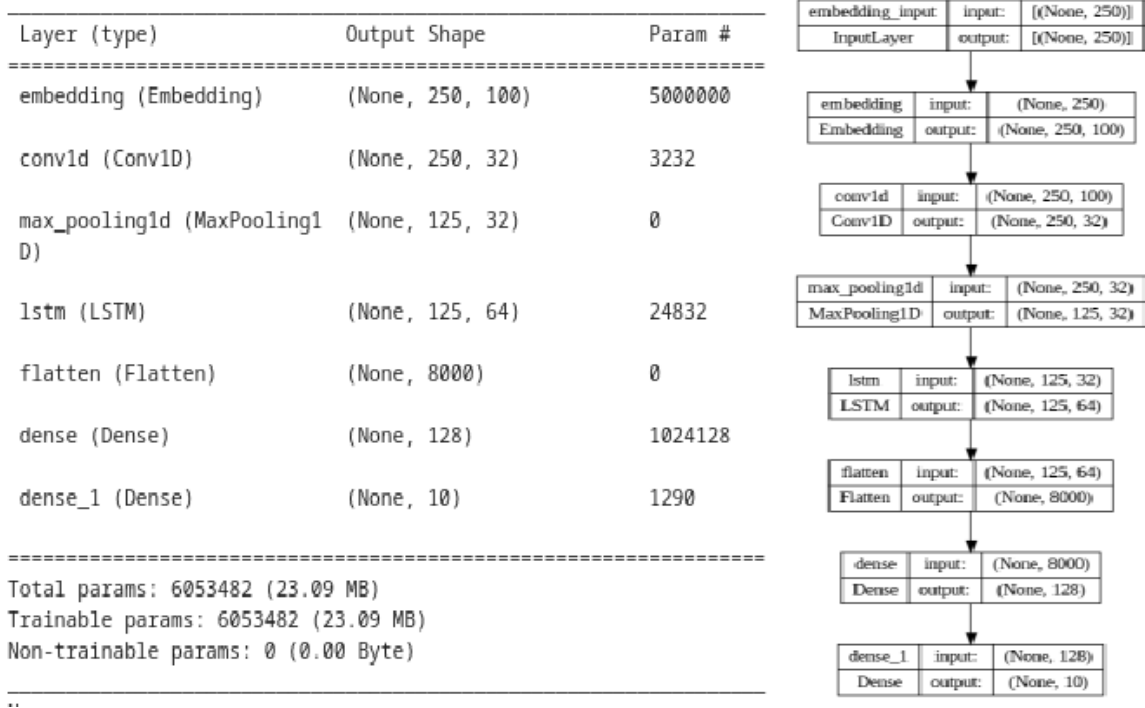 Layer (type) Output Shape Param #
=================================================================
embedding (Embedding) (None, 250, 100) 5000000
conv1d (Conv1D) (None, 250, 32) 3232
max_pooling1d (MaxPooling1 (None, 125, 32) 0
D)
lstm (LSTM) (None, 125, 64) 24832
flatten (Flatten) (None, 8000) 0
dense (Dense) (None, 128) 1024128
dense_1 (Dense) (None, 10) 1290
=================================================================
Total params: 6053482 (23.09 MB)
Trainable params: 6053482 (23.09 MB)
Non-trainable params: 0 (0.00 Byte)
embedding_input input: [(None, 250)]
InputLayer output: [(None, 250)]
embedding input: (None, 250)
Embedding output: (None, 250, 100)
conv1d input: (None, 250, 100)
Conv1D output: (None, 250, 32)
max_pooling1d input: (None, 250, 32)
MaxPooling1D output: (None, 125, 32)
lstm input: (None, 125, 32)
LSTM output: (None, 125, 64)
flatten input: (None, 125, 64)
Flatten output: (None, 8000)
dense input: (None, 8000)
Dense output: (None, 128)
dense_1 input: (None, 128)
Dense output: (None, 10)